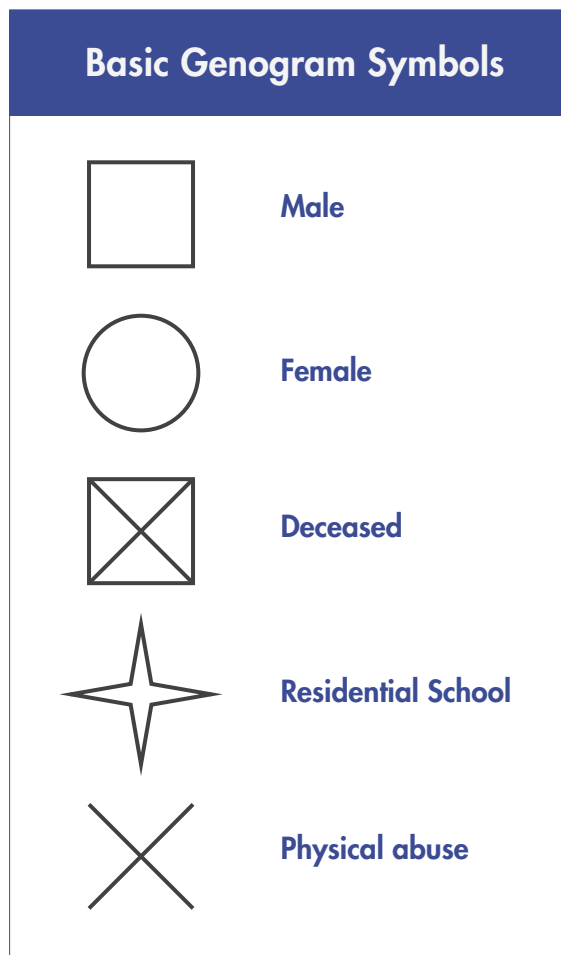 Basic Genogram Symbols
Male
Female
Deceased
Residential School
Physical abuse